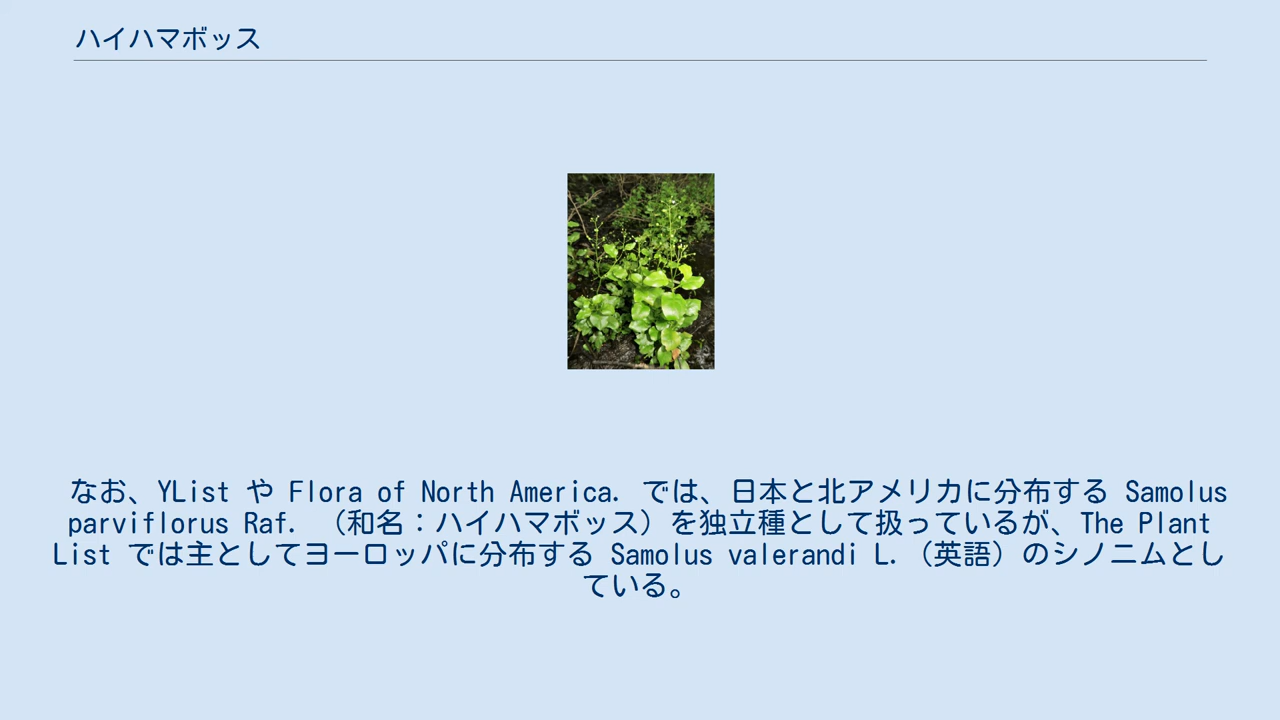 ハイハマボッス
なお、YList や Flora of North America. では、日本と北アメリカに分布する Samolus
parviflorus Raf. （和名：ハイハマボッス）を独立種として扱っているが、The Plant
List では主としてヨーロッパに分布する Samolus valerandi L.（英語）のシノニムとし
ている。